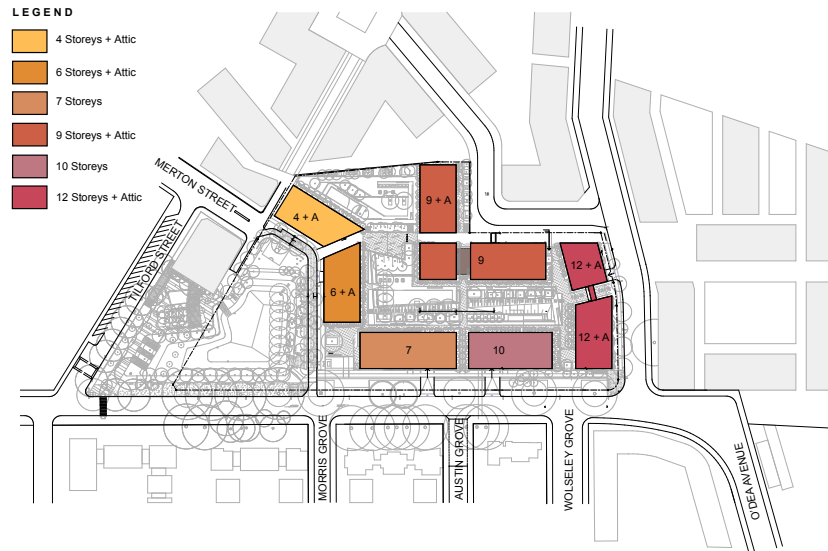 LEGEND
4 Storeys + Attic
6 Storeys + Attic
7 Storeys
9 Storeys + Attic
10 Storeys
12 Storeys + Attic
MERTON STREET
TILFORD STREET
4 + A
9 + A
9
12 + A
6 + A
12 + A
7
10
MORRIS GROVE
AUSTIN GROVE
WOLSELEY GROVE
O'DEA AVENUE